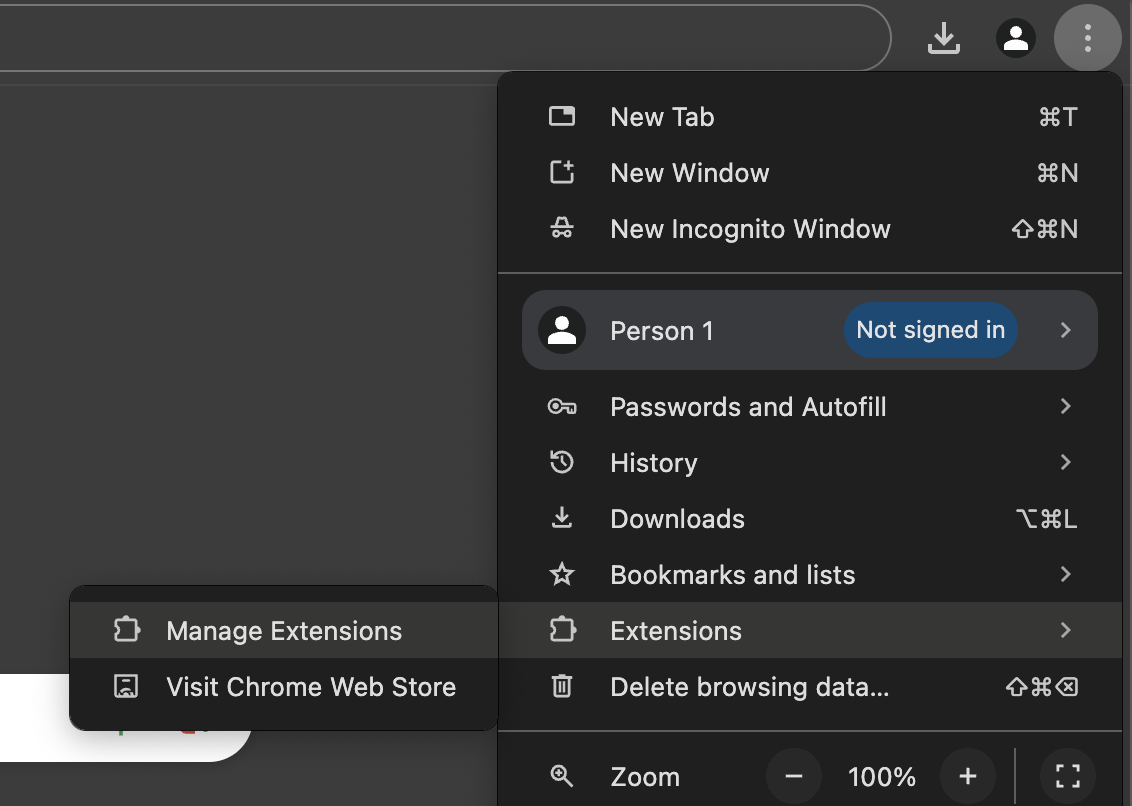 New Tab ⌘T
New Window ⌘N
New Incognito Window ⇧⌘N
Person 1 Not signed in
Passwords and Autofill
History
Downloads ⌥⌘L
Bookmarks and lists
Extensions
Manage Extensions
Visit Chrome Web Store
Delete browsing data... ⇧⌘⌫
Zoom − 100% +